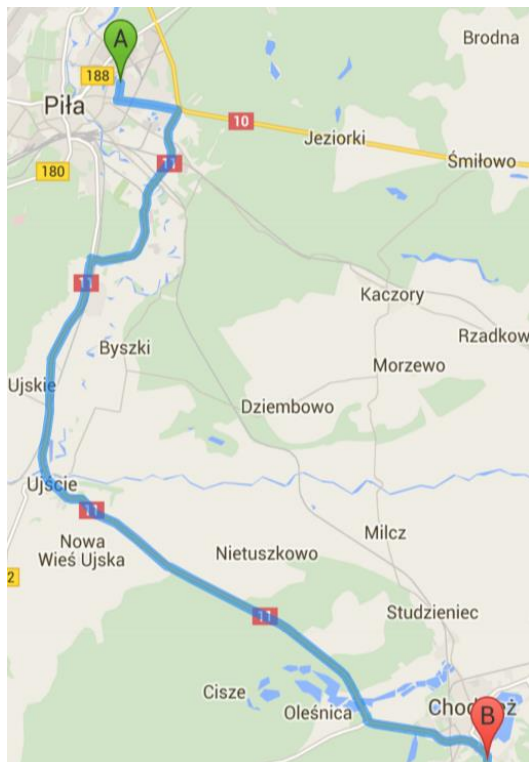 Brodna
A
188
Piła
10
Jeziorki
Śmiłowo
180
11
11
Kaczory
Rzadkow
Byszki
Morzewo
Ujskie
Dziembowo
Ujście
11
Nowa
Wieś Ujska
Milcz
Nietuszkowo
2
11
Studzieniec
Cisze
Oleśnica
B